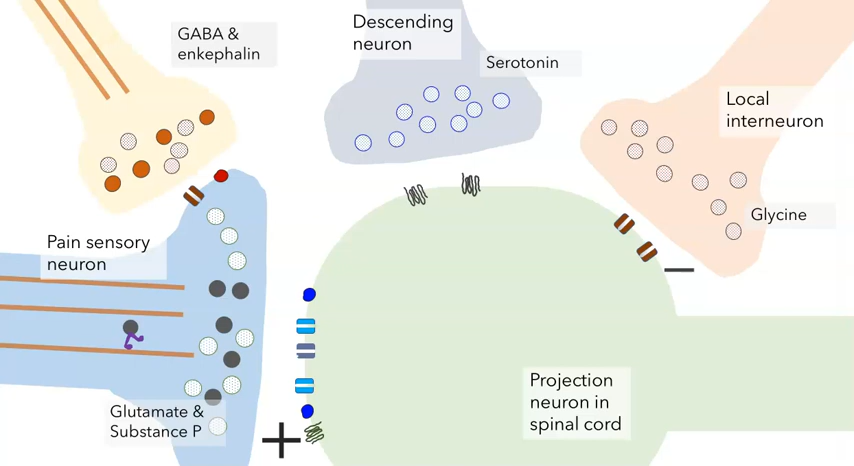 GABA &
enkephalin
Descending
neuron
Serotonin
Local
interneuron
Glycine
Pain sensory
neuron
Glutamate &
Substance P
+
−
Projection
neuron in
spinal cord